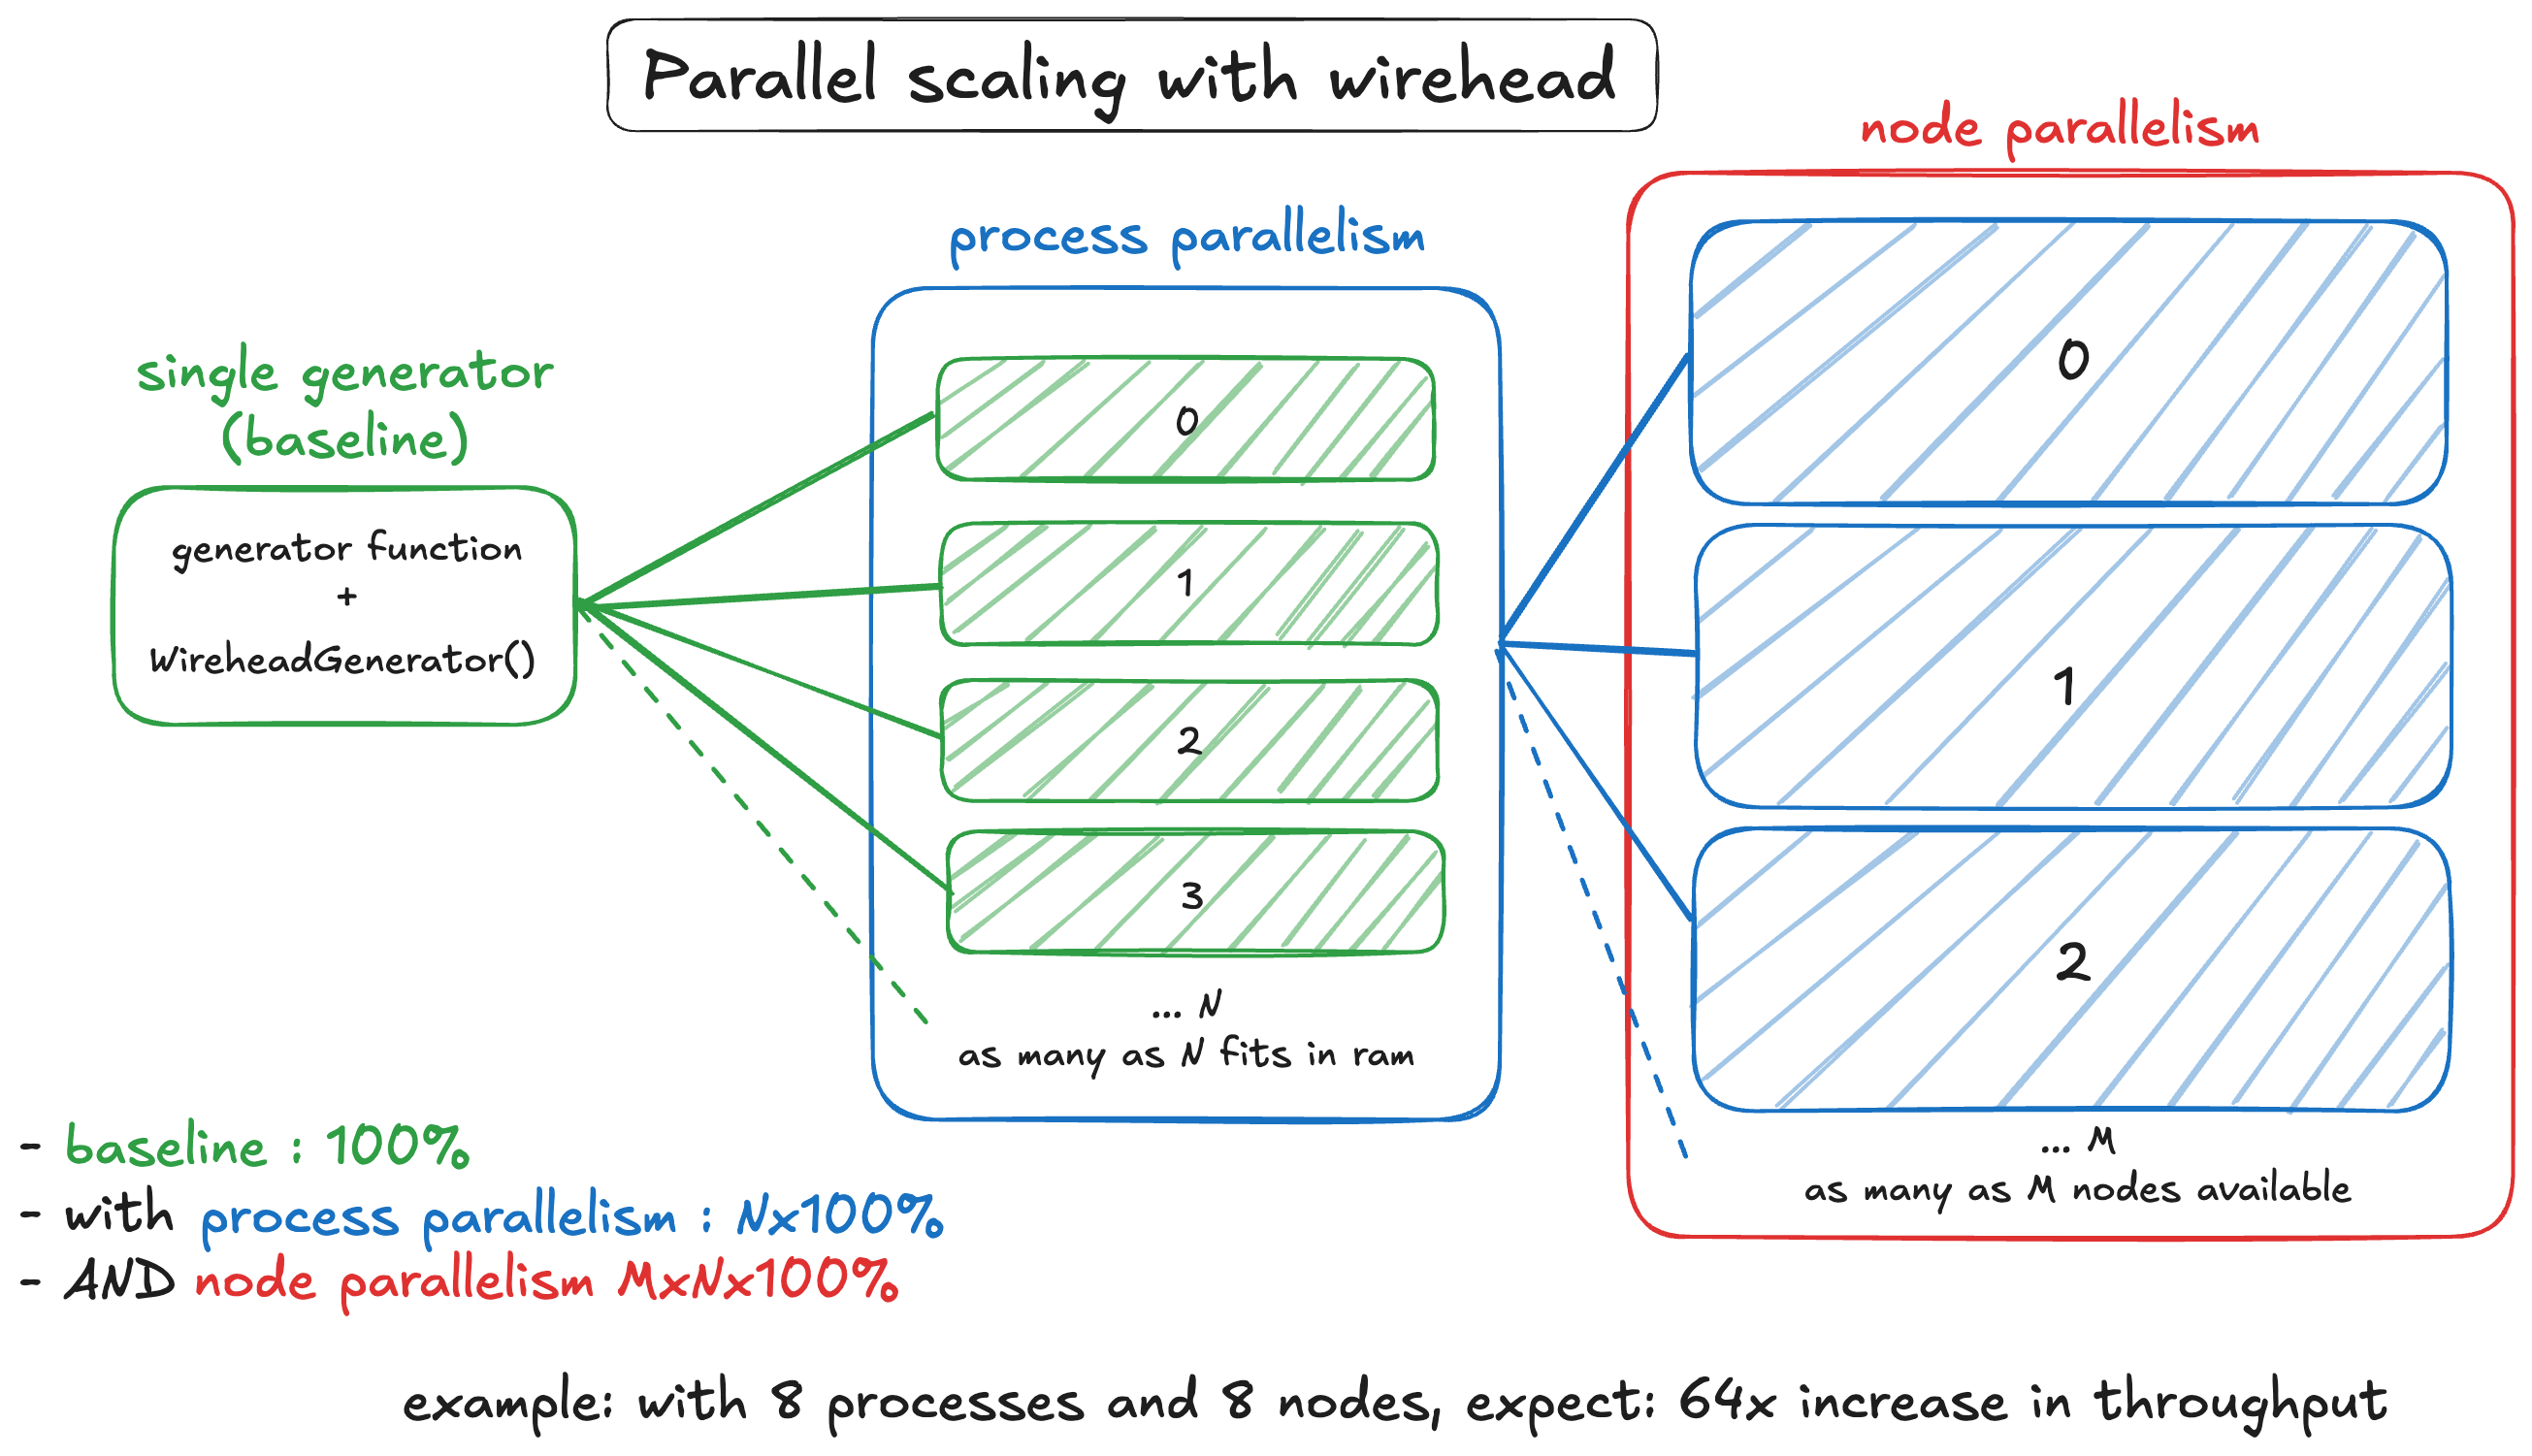 Parallel scaling with wirehead
node parallelism
process parallelism
single generator
(baseline)
generator function
+
WireheadGenerator()
0
1
2
3
... N
as many as N fits in ram
0
1
2
... M
as many as M nodes available
- baseline : 100%
- with process parallelism : Nx100%
- AND node parallelism MxNx100%
example: with 8 processes and 8 nodes, expect: 64x increase in throughput